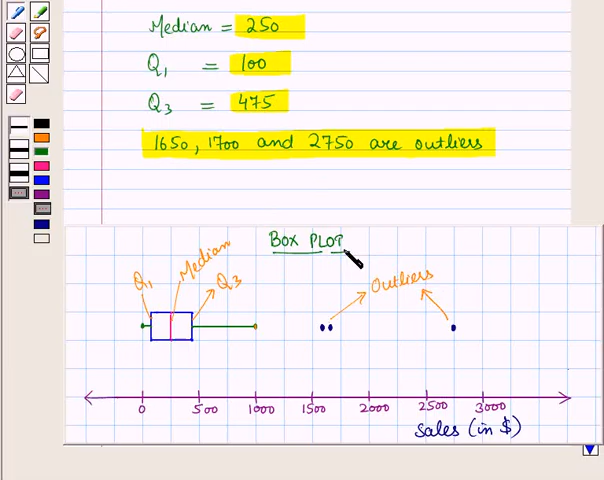 Median = 250
Q1 = 100
Q3 = 475
1650, 1700 and 2750 are outliers
BOX PLOT
Q1 Median Q3 Outliers
0 500 1000 1500 2000 2500 3000
Sales (in $)